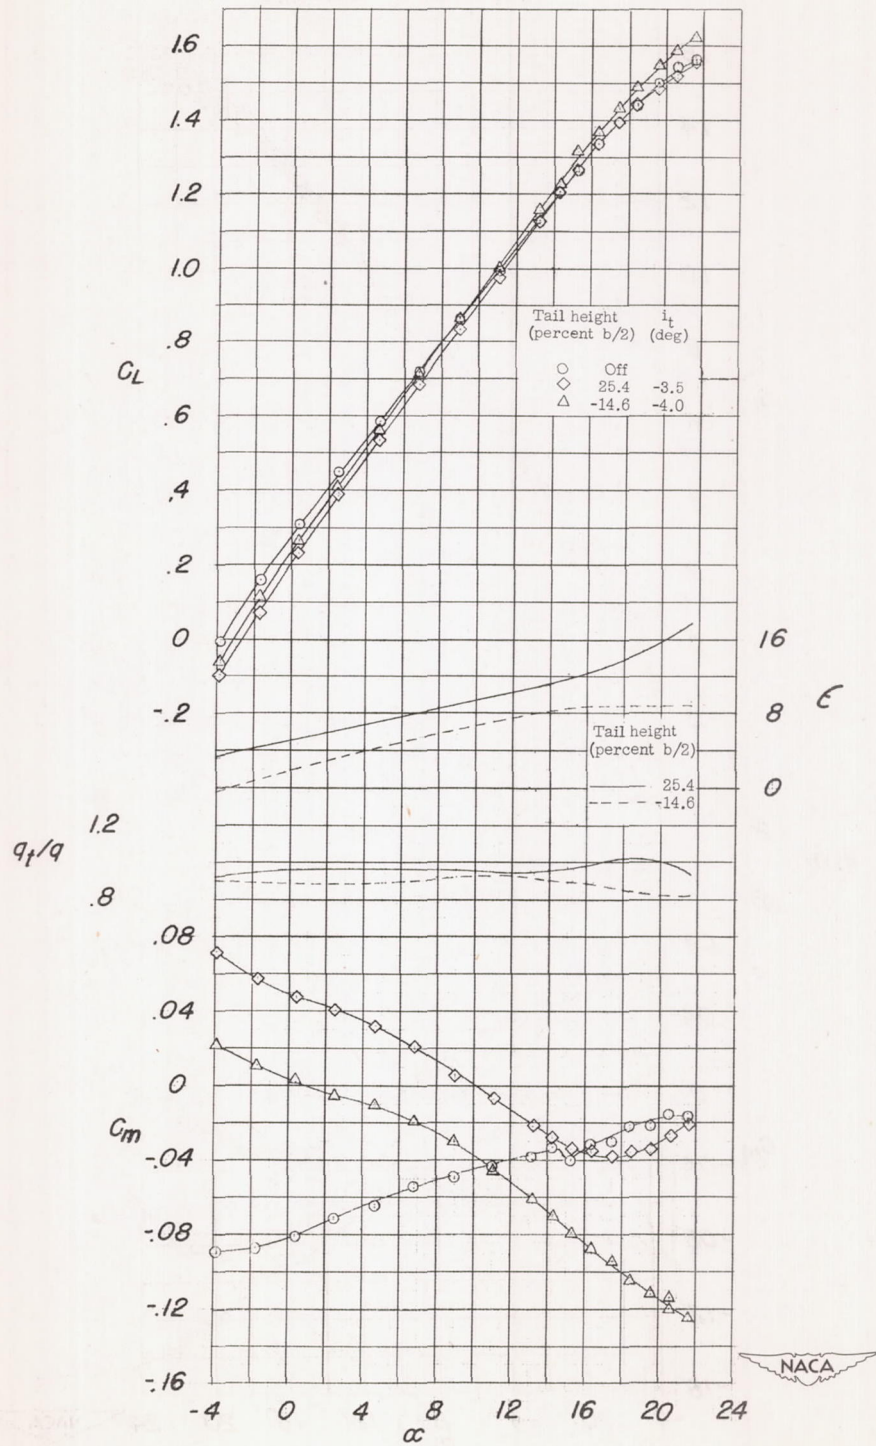 1.6
1.4
1.2
1.0
.8
C_L
.6
.4
.2
0
-.2
Tail height i_t
(percent b/2) (deg)
Off
25.4 -3.5
-14.6 -4.0
16
8 ϵ
0
Tail height
(percent b/2)
25.4
-14.6
1.2
q_t/q
.8
.08
.04
0
C_m
-.04
-.08
-.12
-.16
-4 0 4 8 12 16 20 24
α
NACA